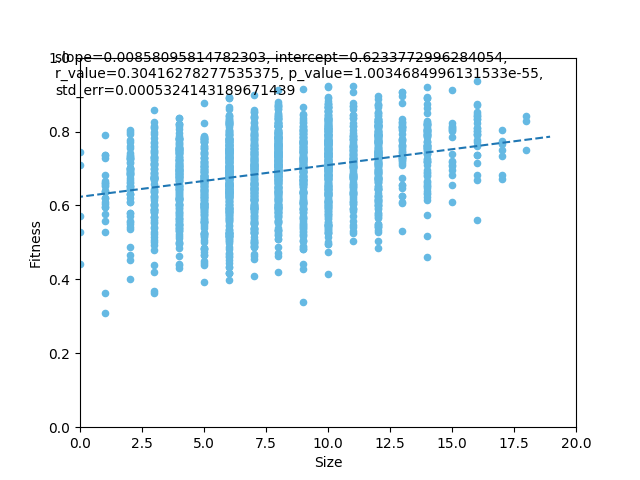 slope=0.00858095814782303, intercept=0.6233772996284054,
r_value=0.30416278277535375, p_value=1.0034684996131533e-55,
std_err=0.0005324143189671439
1.0
0.8
0.6
0.4
0.2
0.0
Fitness
0.0 2.5 5.0 7.5 10.0 12.5 15.0 17.5 20.0
Size